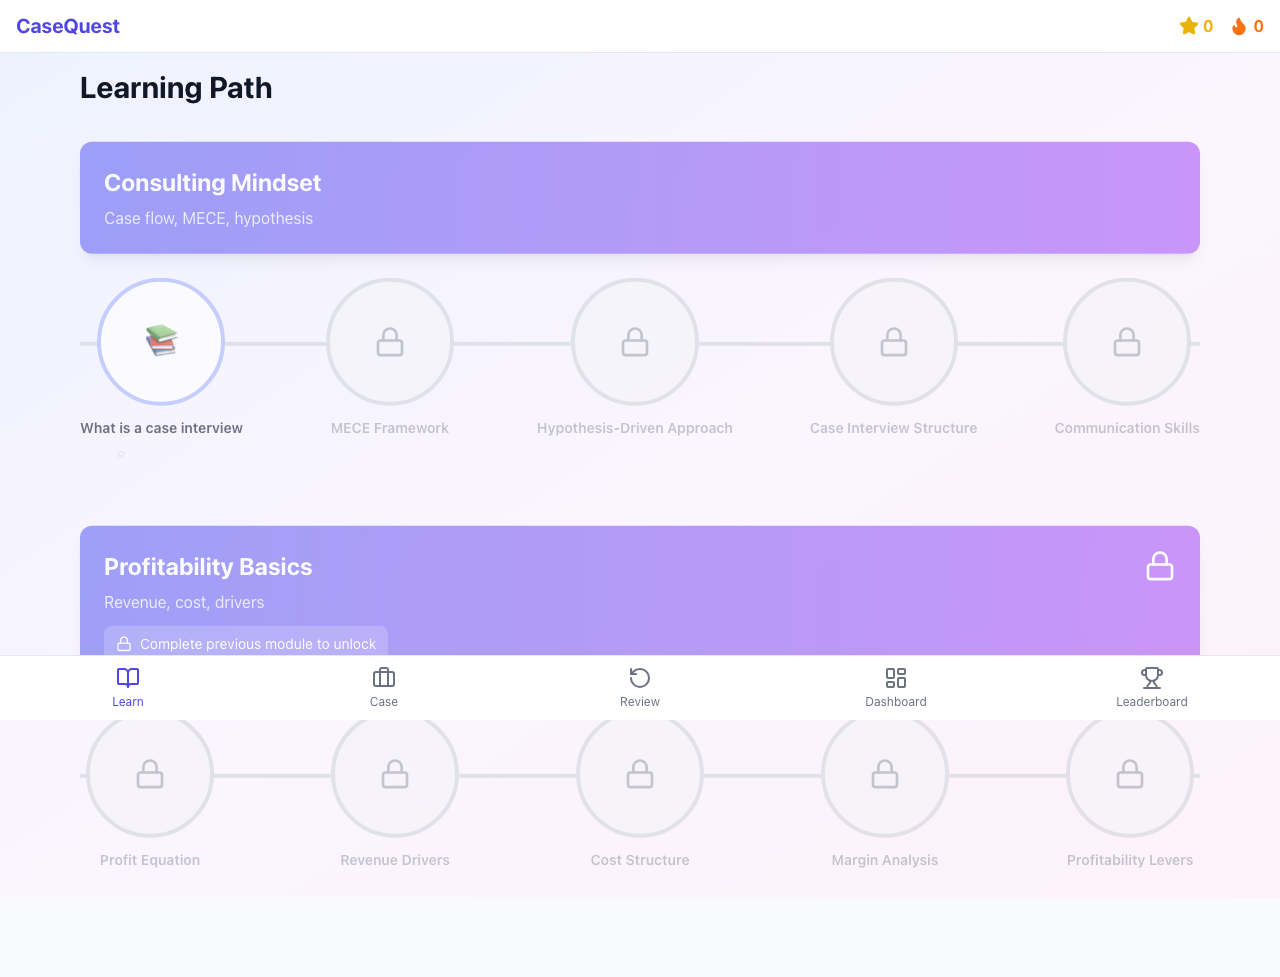 CaseQuest
0
0
Learning Path
Consulting Mindset
Case flow, MECE, hypothesis
What is a case interview
MECE Framework
Hypothesis-Driven Approach
Case Interview Structure
Communication Skills
Profitability Basics
Revenue, cost, drivers
Complete previous module to unlock
Learn
Case
Review
Dashboard
Leaderboard
Profit Equation
Revenue Drivers
Cost Structure
Margin Analysis
Profitability Levers